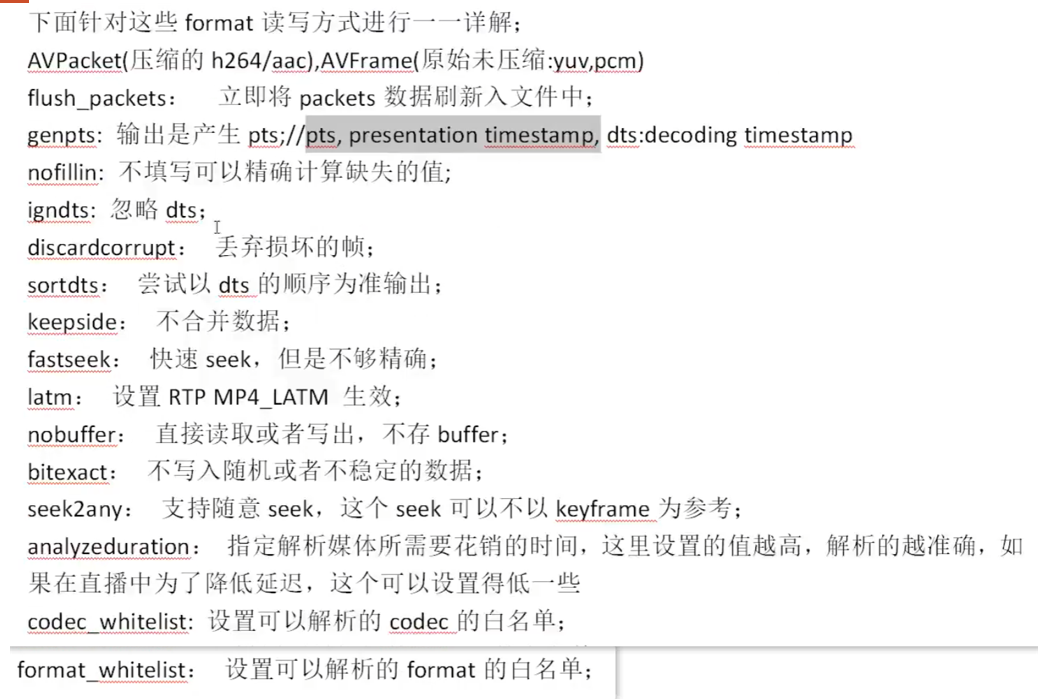 下面针对这些 format 读写方式进行一一详解；
AVPacket(压缩的 h264/aac),AVFrame(原始未压缩:yuv,pcm)
flush_packets： 立即将 packets 数据刷新入文件中；
genpts: 输出是产生 pts;//pts, presentation timestamp, dts:decoding timestamp
nofillin: 不填写可以精确计算缺失的值;
igndts: 忽略 dts；
discardcorrupt： 丢弃损坏的帧；
sortdts： 尝试以 dts 的顺序为准输出；
keepside： 不合并数据；
fastseek： 快速 seek，但是不够精确；
latm： 设置 RTP MP4_LATM 生效；
nobuffer： 直接读取或者写出，不存 buffer；
bitexact： 不写入随机或者不稳定的数据；
seek2any： 支持随意 seek，这个 seek 可以不以 keyframe 为参考；
analyzeduration： 指定解析媒体所需要花销的时间，这里设置的值越高，解析的越准确，如
果在直播中为了降低延迟，这个可以设置得低一些
codec_whitelist: 设置可以解析的 codec 的白名单；
format_whitelist： 设置可以解析的 format 的白名单；